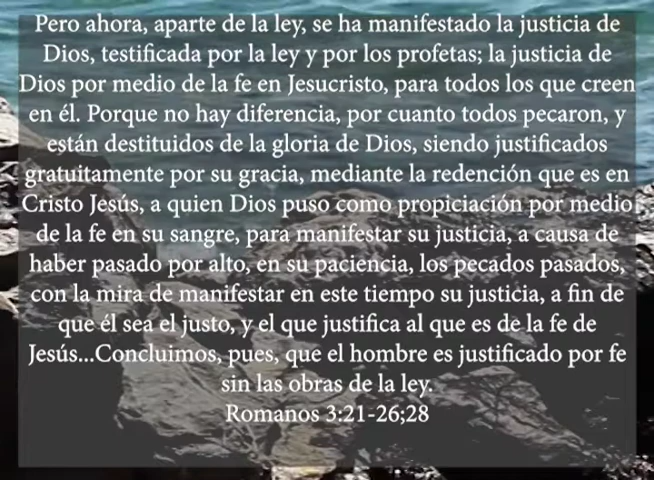 Pero ahora, aparte de la ley, se ha manifestado la justicia de
Dios, testificada por la ley y por los profetas; la justicia de
Dios por medio de la fe en Jesucristo, para todos los que creen
en él. Porque no hay diferencia, por cuanto todos pecaron, y
están destituidos de la gloria de Dios, siendo justificados
gratuitamente por su gracia, mediante la redención que es en
Cristo Jesús, a quien Dios puso como propiciación por medio
de la fe en su sangre, para manifestar su justicia, a causa de
haber pasado por alto, en su paciencia, los pecados pasados,
con la mira de manifestar en este tiempo su justicia, a fin de
que él sea el justo, y el que justifica al que es de la fe de
Jesús...Concluimos, pues, que el hombre es justificado por fe
sin las obras de la ley.
Romanos 3:21-26;28